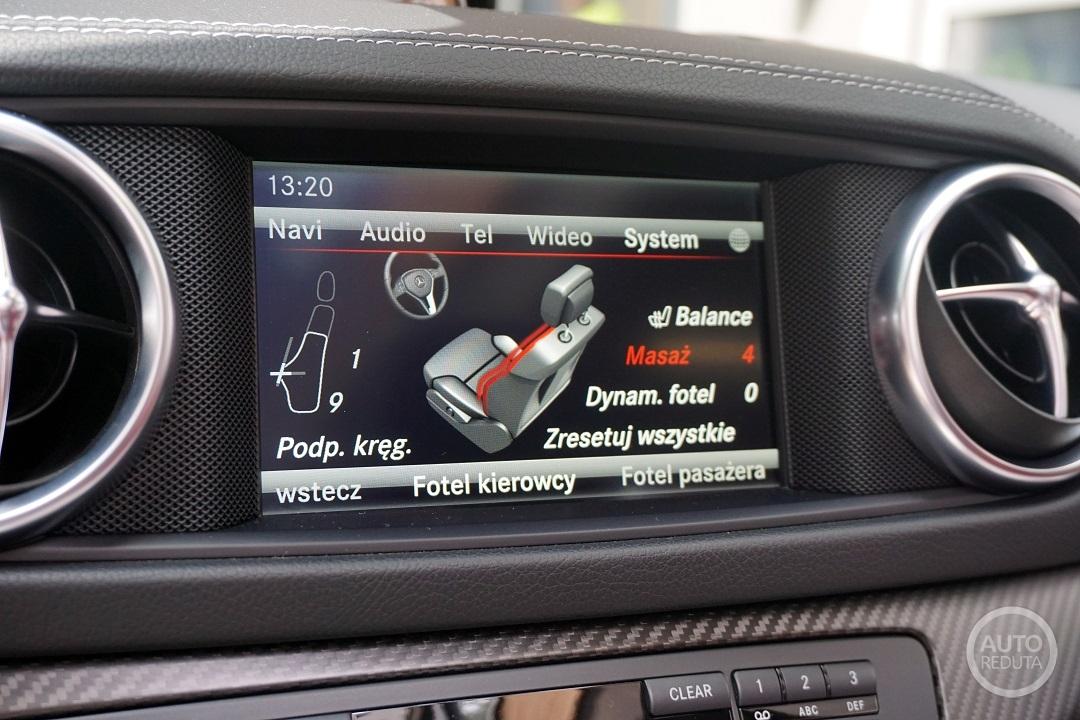 13:20
Navi Audio Tel Wideo System
Balance
1 Masaż 4
9 Dynam. fotel 0
Podp. kręg. Zresetuj wszystkie
wstecz Fotel kierowcy Fotel pasażera
AUTO
REDUTA
CLEAR 1 2 3
ABC DEF